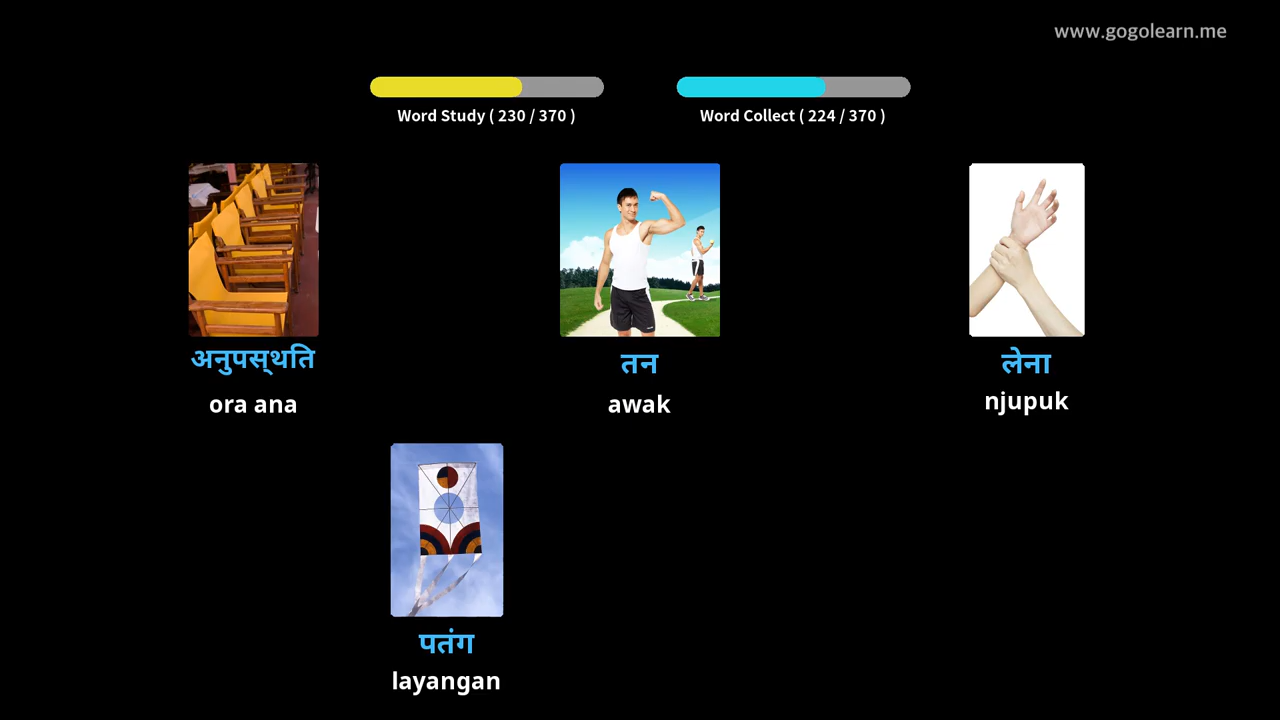 www.gogolearn.me
Word Study ( 230 / 370 )
Word Collect ( 224 / 370 )
अनुपस्थति
ora ana
तन
awak
लेना
njupuk
पतंग
layangan